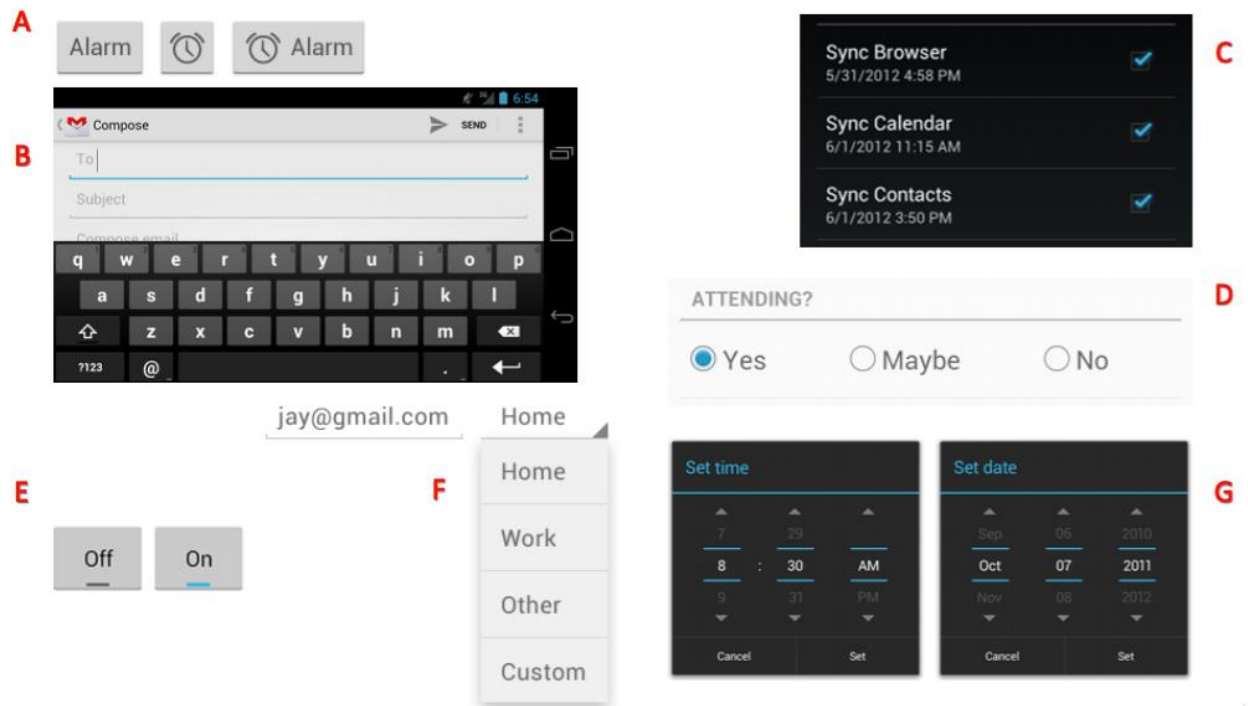 A
Alarm
Alarm
6:54
Compose
SEND
B
To
Subject
Compose email
q w e r t y u i o p
a s d f g h j k l
z x c v b n m
?123 @ .
C
Sync Browser
5/31/2012 4:58 PM
Sync Calendar
6/1/2012 11:15 AM
Sync Contacts
6/1/2012 3:50 PM
D
ATTENDING?
Yes Maybe No
E
Off On
F
jay@gmail.com Home
Home
Work
Other
Custom
G
Set time
7 29
8 : 30 AM
9 31 PM
Cancel Set
Set date
Sep 06 2010
Oct 07 2011
Nov 08 2012
Cancel Set